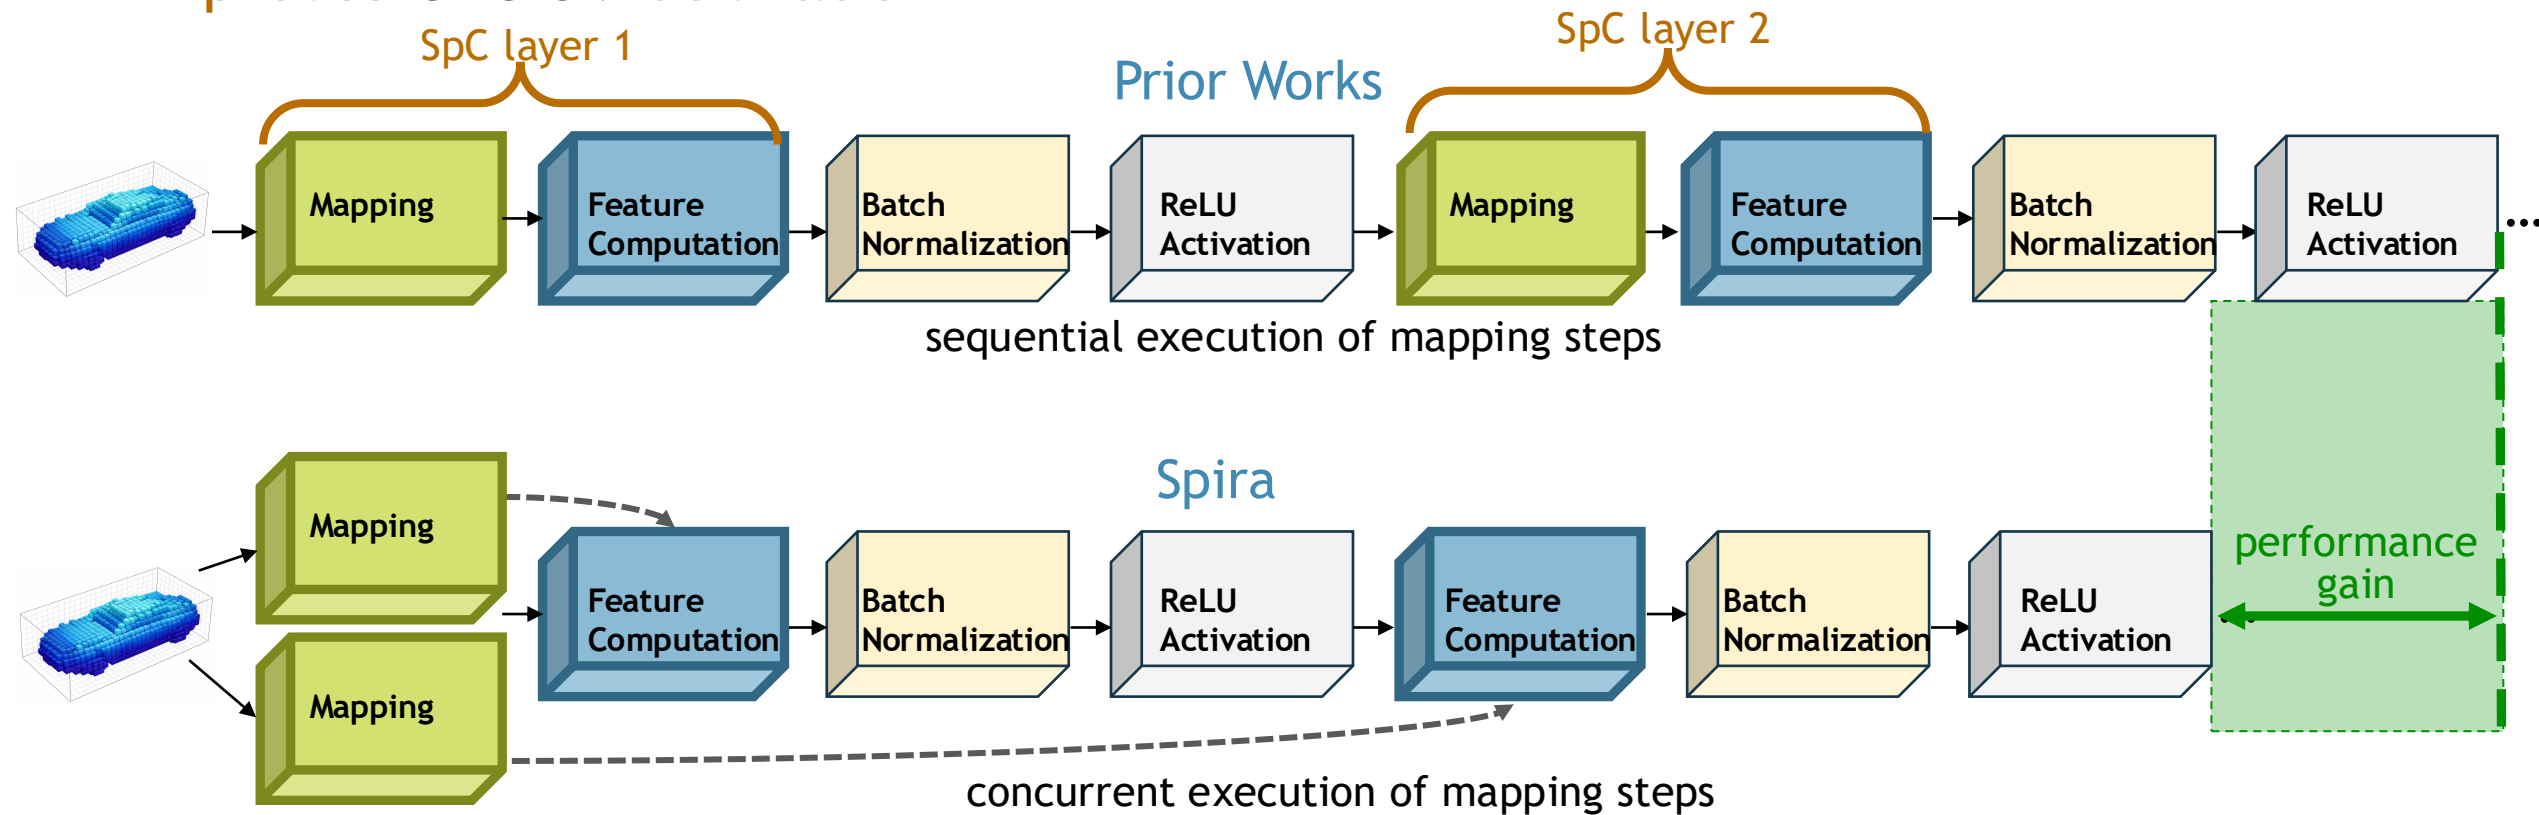 SpC layer 1
SpC layer 2
Prior Works
Mapping
Feature
Computation
Batch
Normalization
ReLU
Activation
Mapping
Feature
Computation
Batch
Normalization
ReLU
Activation
...
sequential execution of mapping steps
Spira
Mapping
Mapping
Feature
Computation
Batch
Normalization
ReLU
Activation
Feature
Computation
Batch
Normalization
ReLU
Activation
performance
gain
concurrent execution of mapping steps